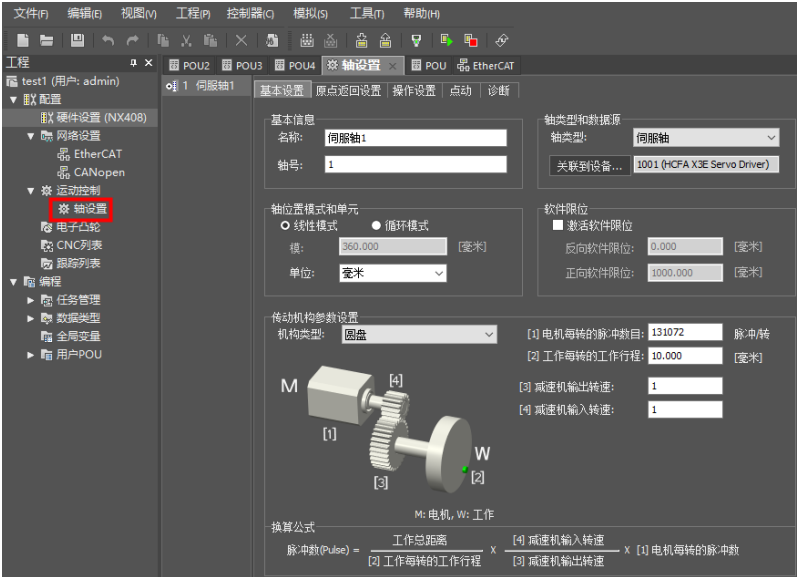 文件(F) 编辑(E) 视图(V) 工程(P) 控制器(C) 模拟(S) 工具(T) 帮助(H)
工程
POU2 POU3 POU4 轴设置 POU EtherCAT
test1 (用户: admin)
配置
硬件设置 (NX408)
网络设置
EtherCAT
CANopen
运动控制
轴设置
电子凸轮
CNC列表
跟踪列表
编程
任务管理
数据类型
全局变量
用户POU
1 伺服轴1
基本设置 原点返回设置 操作设置 点动 诊断
基本信息
名称: 伺服轴1
轴号: 1
轴类型和数据源
轴类型: 伺服轴
关联到设备... 1001 (HCFA X3E Servo Driver)
轴位置模式和单元
线性模式 循环模式
模: 360.000 [毫米]
单位: 毫米
软件限位
激活软件限位
反向软件限位: 0.000 [毫米]
正向软件限位: 1000.000 [毫米]
传动机构参数设置
机构类型: 圆盘
[1] 电机每转的脉冲数目: 131072 脉冲/转
[2] 工作每转的工作行程: 10.000 [毫米]
[3] 减速机输出转速: 1
[4] 减速机输入转速: 1
M
[4]
[1]
W
[2]
[3]
M: 电机, W: 工作
换算公式
工作总距离 [4] 减速机输入转速
脉冲数(Pulse) = X X [1] 电机每转的脉冲数
[2] 工作每转的工作行程 [3] 减速机输出转速